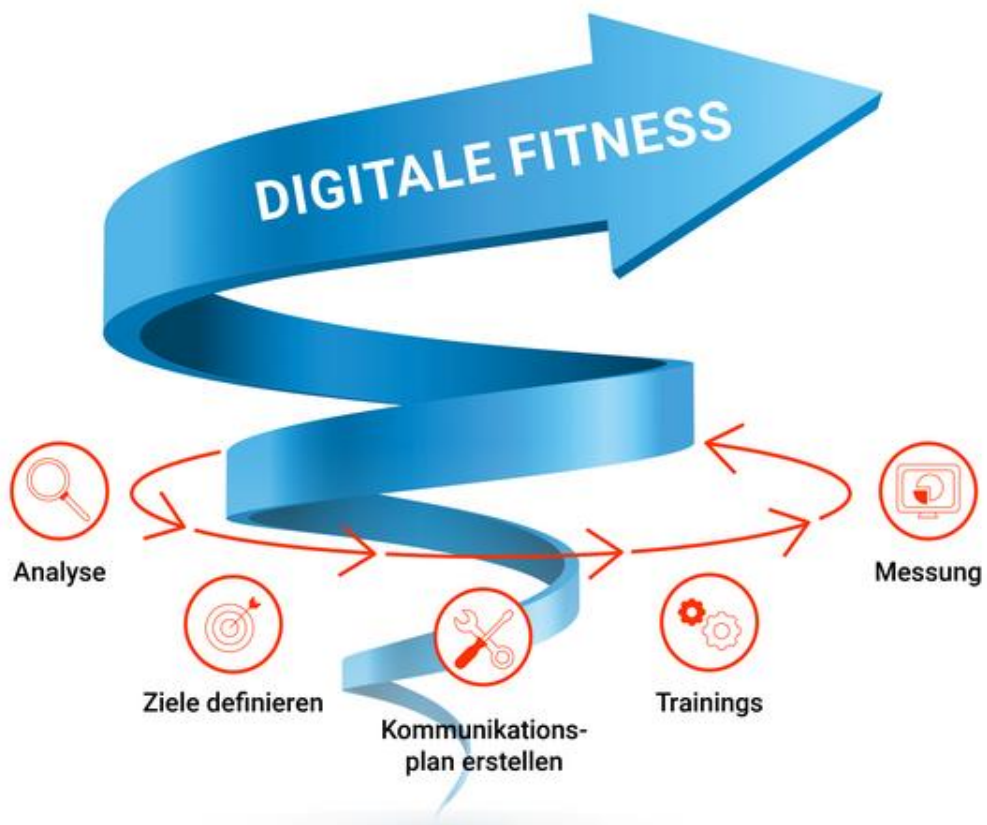 DIGITALE FITNESS
Analyse
Messung
Ziele definieren
Kommunikations-
plan erstellen
Trainings